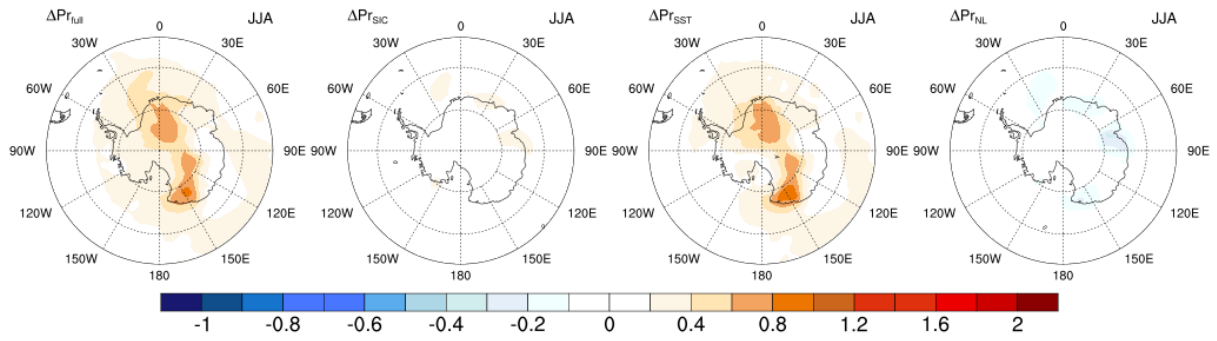 ΔPr_full 0 JJA
30W 30E
60W 60E
90W 90E
120W 120E
150W 150E
180
ΔPr_SIC 0 JJA
30W 30E
60W 60E
90W 90E
120W 120E
150W 150E
180
ΔPr_SST 0 JJA
30W 30E
60W 60E
90W 90E
120W 120E
150W 150E
180
ΔPr_NL 0 JJA
30W 30E
60W 60E
90W 90E
120W 120E
150W 150E
180
-1 -0.8 -0.6 -0.4 -0.2 0 0.4 0.8 1.2 1.6 2